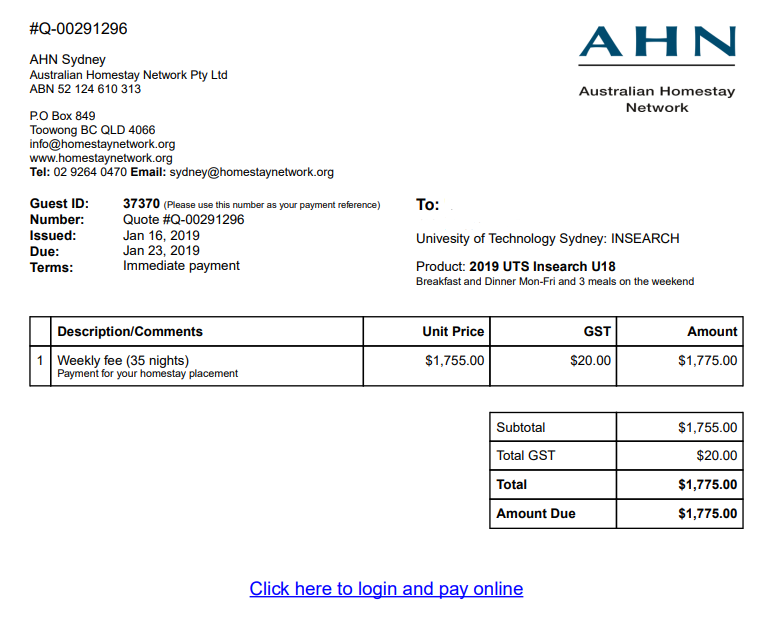 #Q-00291296
AHN Sydney
Australian Homestay Network Pty Ltd
ABN 52 124 610 313
P.O Box 849
Toowong BC QLD 4066
info@homestaynetwork.org
www.homestaynetwork.org
Tel: 02 9264 0470 Email: sydney@homestaynetwork.org
AHN
Australian Homestay
Network
Guest ID: 37370 (Please use this number as your payment reference)
Number: Quote #Q-00291296
Issued: Jan 16, 2019
Due: Jan 23, 2019
Terms: Immediate payment
To:
Univesity of Technology Sydney: INSEARCH
Product: 2019 UTS Insearch U18
Breakfast and Dinner Mon-Fri and 3 meals on the weekend
Description/Comments Unit Price GST Amount
1 Weekly fee (35 nights) $1,755.00 $20.00 $1,775.00
Payment for your homestay placement
Subtotal $1,755.00
Total GST $20.00
Total $1,775.00
Amount Due $1,775.00
Click here to login and pay online